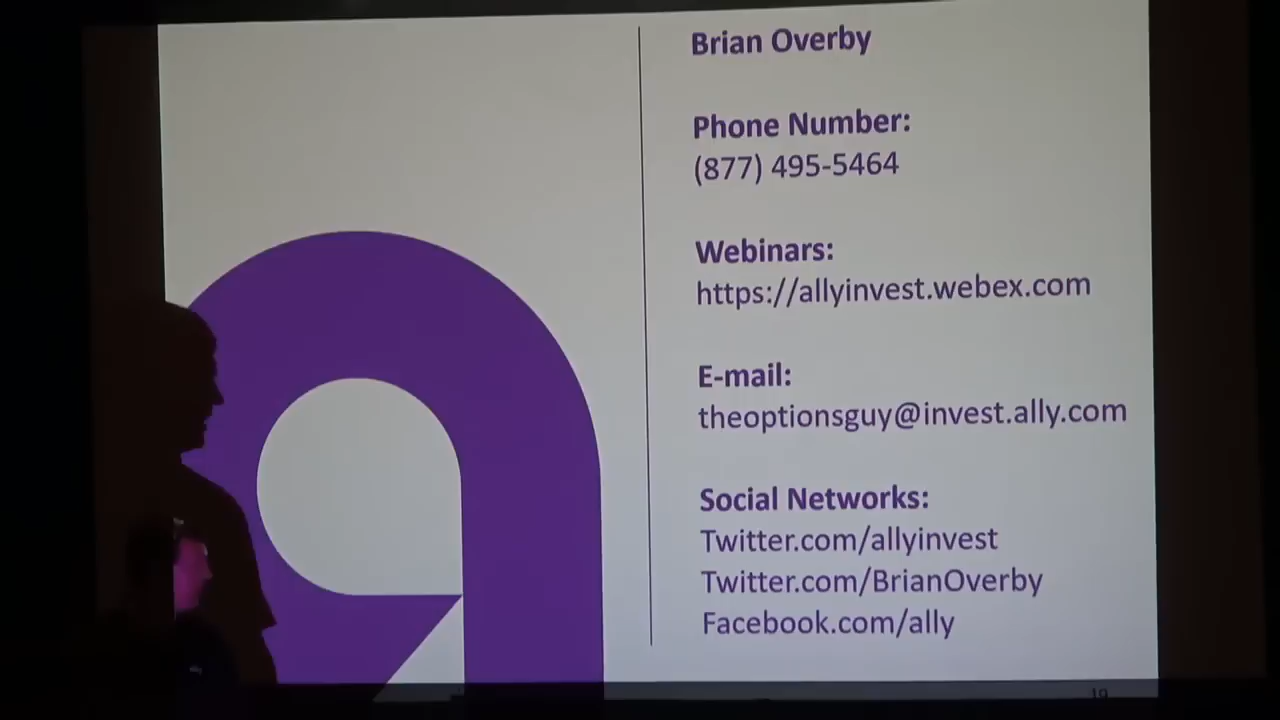 Brian Overby
Phone Number:
(877) 495-5464
Webinars:
https://allyinvest.webex.com
E-mail:
theoptionsguy@invest.ally.com
Social Networks:
Twitter.com/allyinvest
Twitter.com/BrianOverby
Facebook.com/ally
19